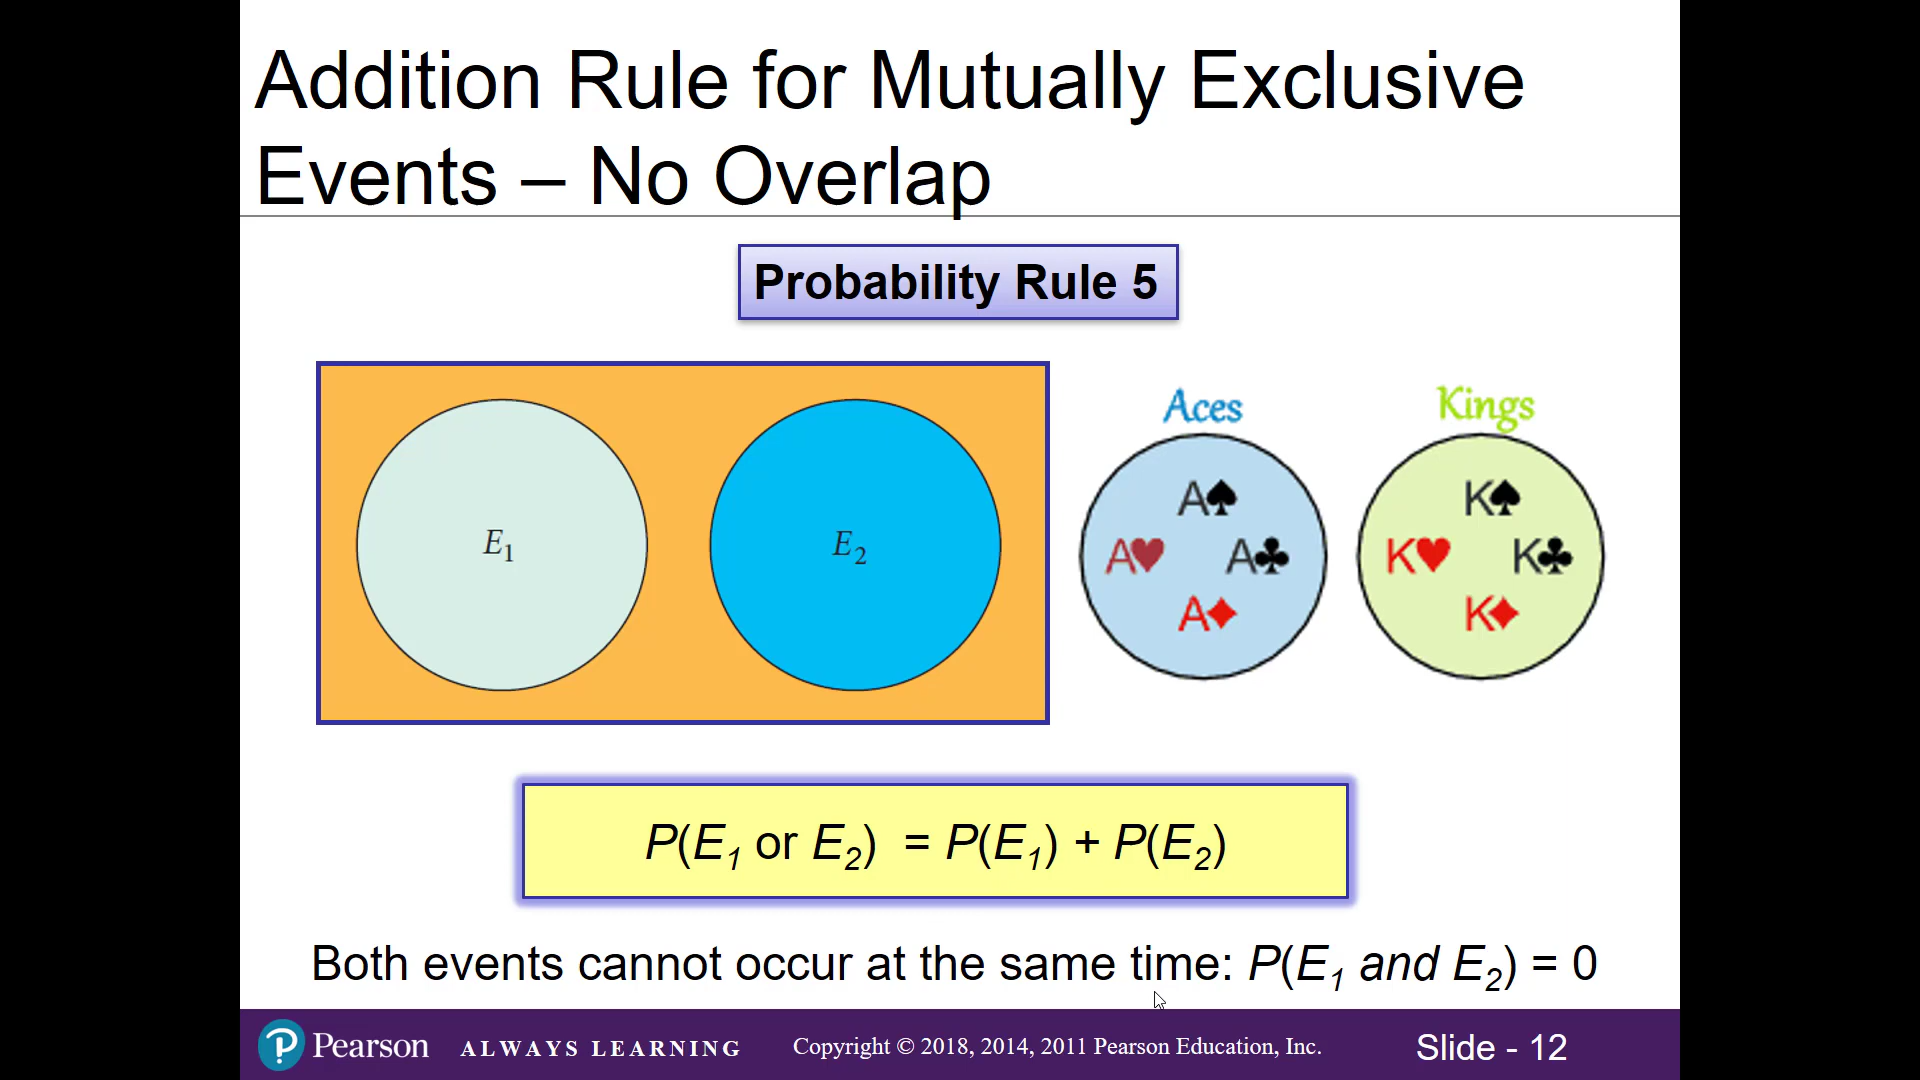 Addition Rule for Mutually Exclusive
Events – No Overlap
Probability Rule 5
E1
E2
Aces
Kings
A♠
A♥ A♣
A♦
K♠
K♥ K♣
K♦
P(E1 or E2) = P(E1) + P(E2)
Both events cannot occur at the same time: P(E1 and E2) = 0
Pearson
ALWAYS LEARNING
Copyright © 2018, 2014, 2011 Pearson Education, Inc.
Slide - 12